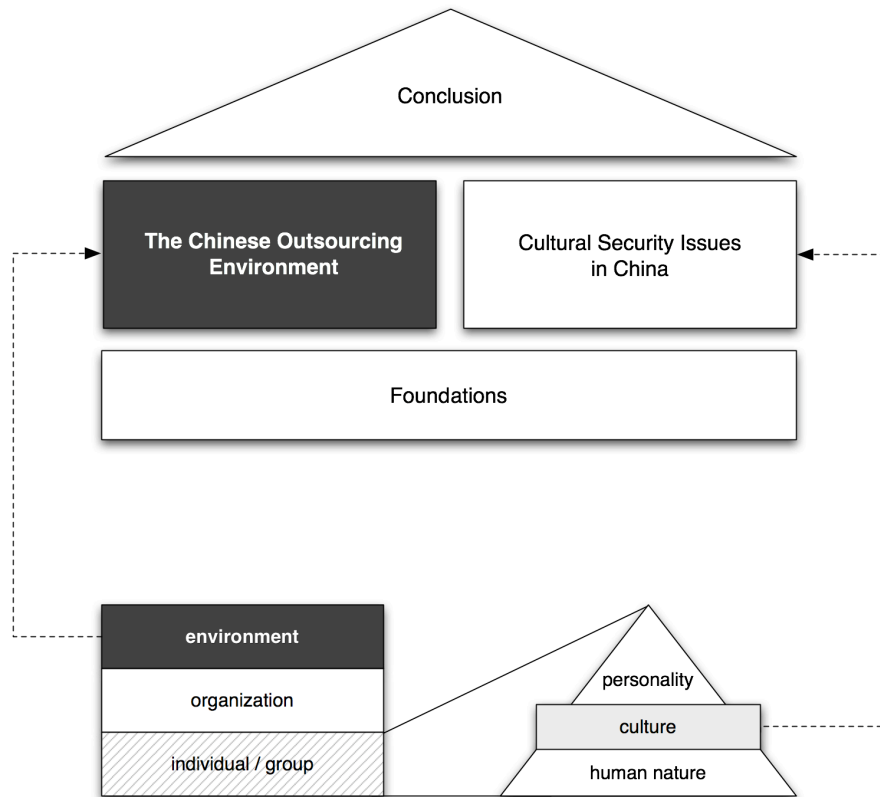 Conclusion
The Chinese Outsourcing
Environment
Cultural Security Issues
in China
Foundations
environment
organization
individual / group
personality
culture
human nature